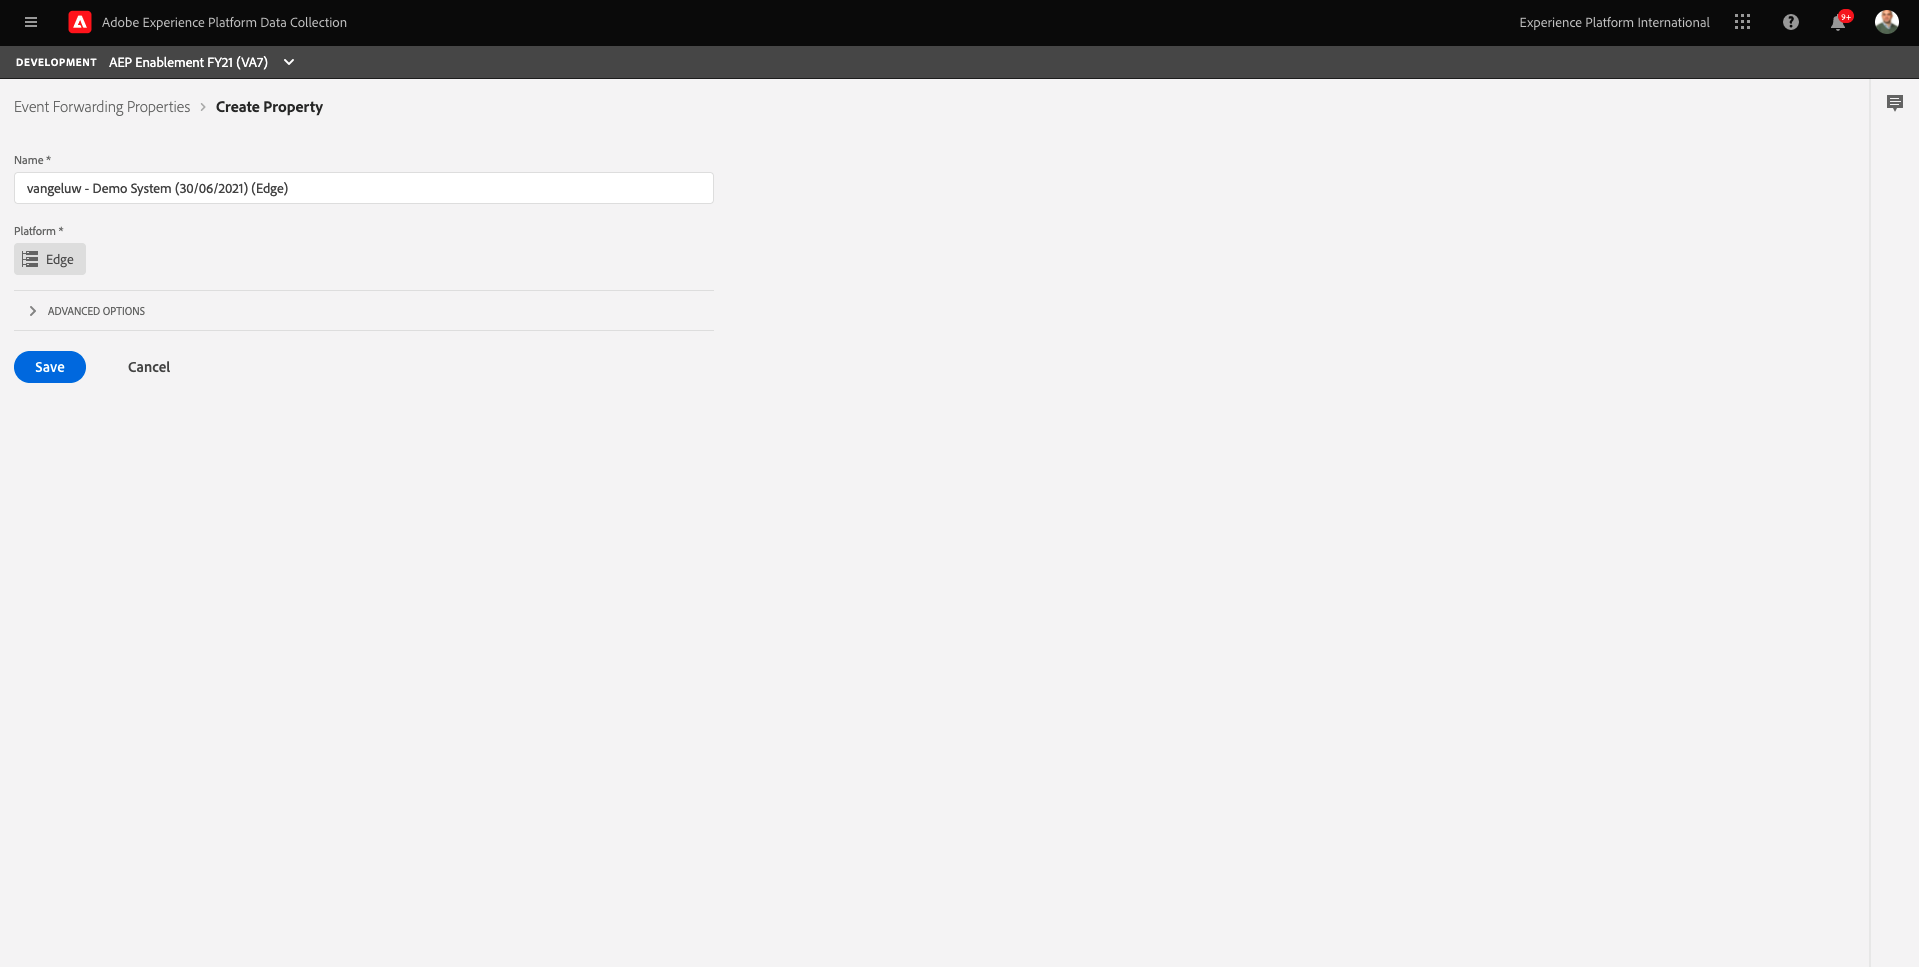 Adobe Experience Platform Data Collection
Experience Platform International
9+
DEVELOPMENT AEP Enablement FY21 (VA7)
Event Forwarding Properties > Create Property
Name *
vangeluw - Demo System (30/06/2021) (Edge)
Platform *
Edge
ADVANCED OPTIONS
Save Cancel